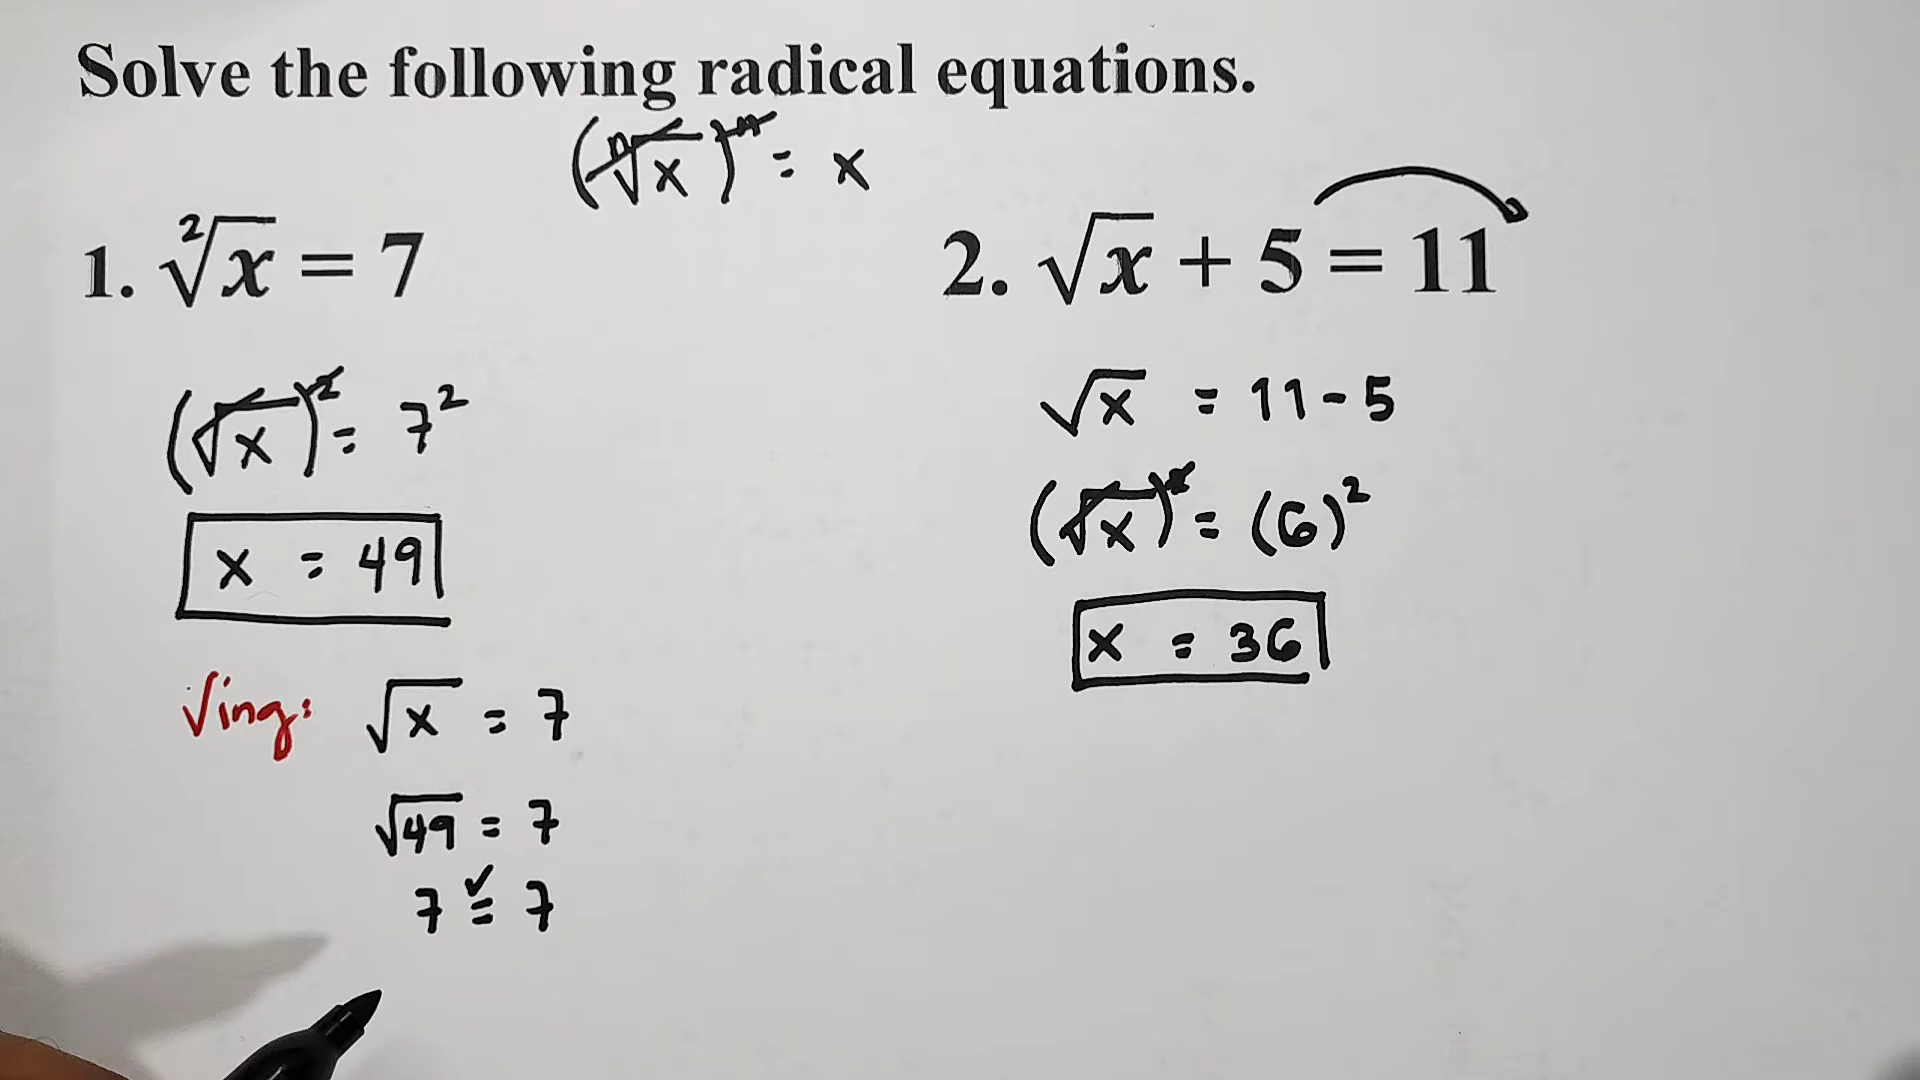 Solve the following radical equations.
(ⁿ√x)ⁿ = x
1. ²√x = 7
(√x)² = 7²
x = 49
√ing: √x = 7
√49 = 7
7 = 7 ✓
2. √x + 5 = 11
√x = 11 - 5
(√x)² = (6)²
x = 36